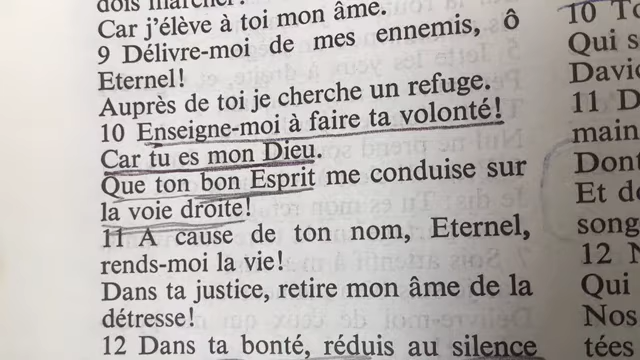 dois marcher!
Car j'élève à toi mon âme.
9 Délivre-moi de mes ennemis, ô
Eternel!
Auprès de toi je cherche un refuge.
10 Enseigne-moi à faire ta volonté!
Car tu es mon Dieu.
Que ton bon Esprit me conduise sur
la voie droite!
11 A cause de ton nom, Eternel,
rends-moi la vie!
Dans ta justice, retire mon âme de la
détresse!
12 Dans ta bonté, réduis au silence
10
Qui
David
11
main
Dont
Et
12
Qui
Nos
tées